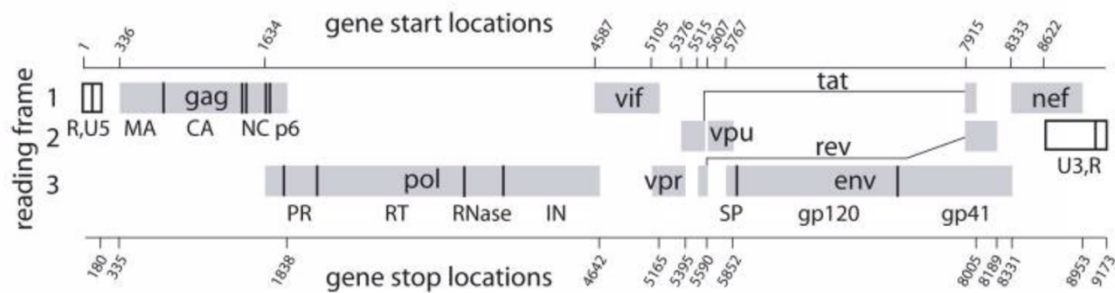 gene start locations
1 336 1634 4587 5105 5376 5515 5607 5767 7915 8333 8622
reading frame
1 gag vif tat nef
R,U5 MA CA NC p6
2 vpu rev U3,R
3 pol vpr env
PR RT RNase IN SP gp120 gp41
180 335 1838 4642 5165 5395 5590 5852 8005 8189 8331 8953 9173
gene stop locations